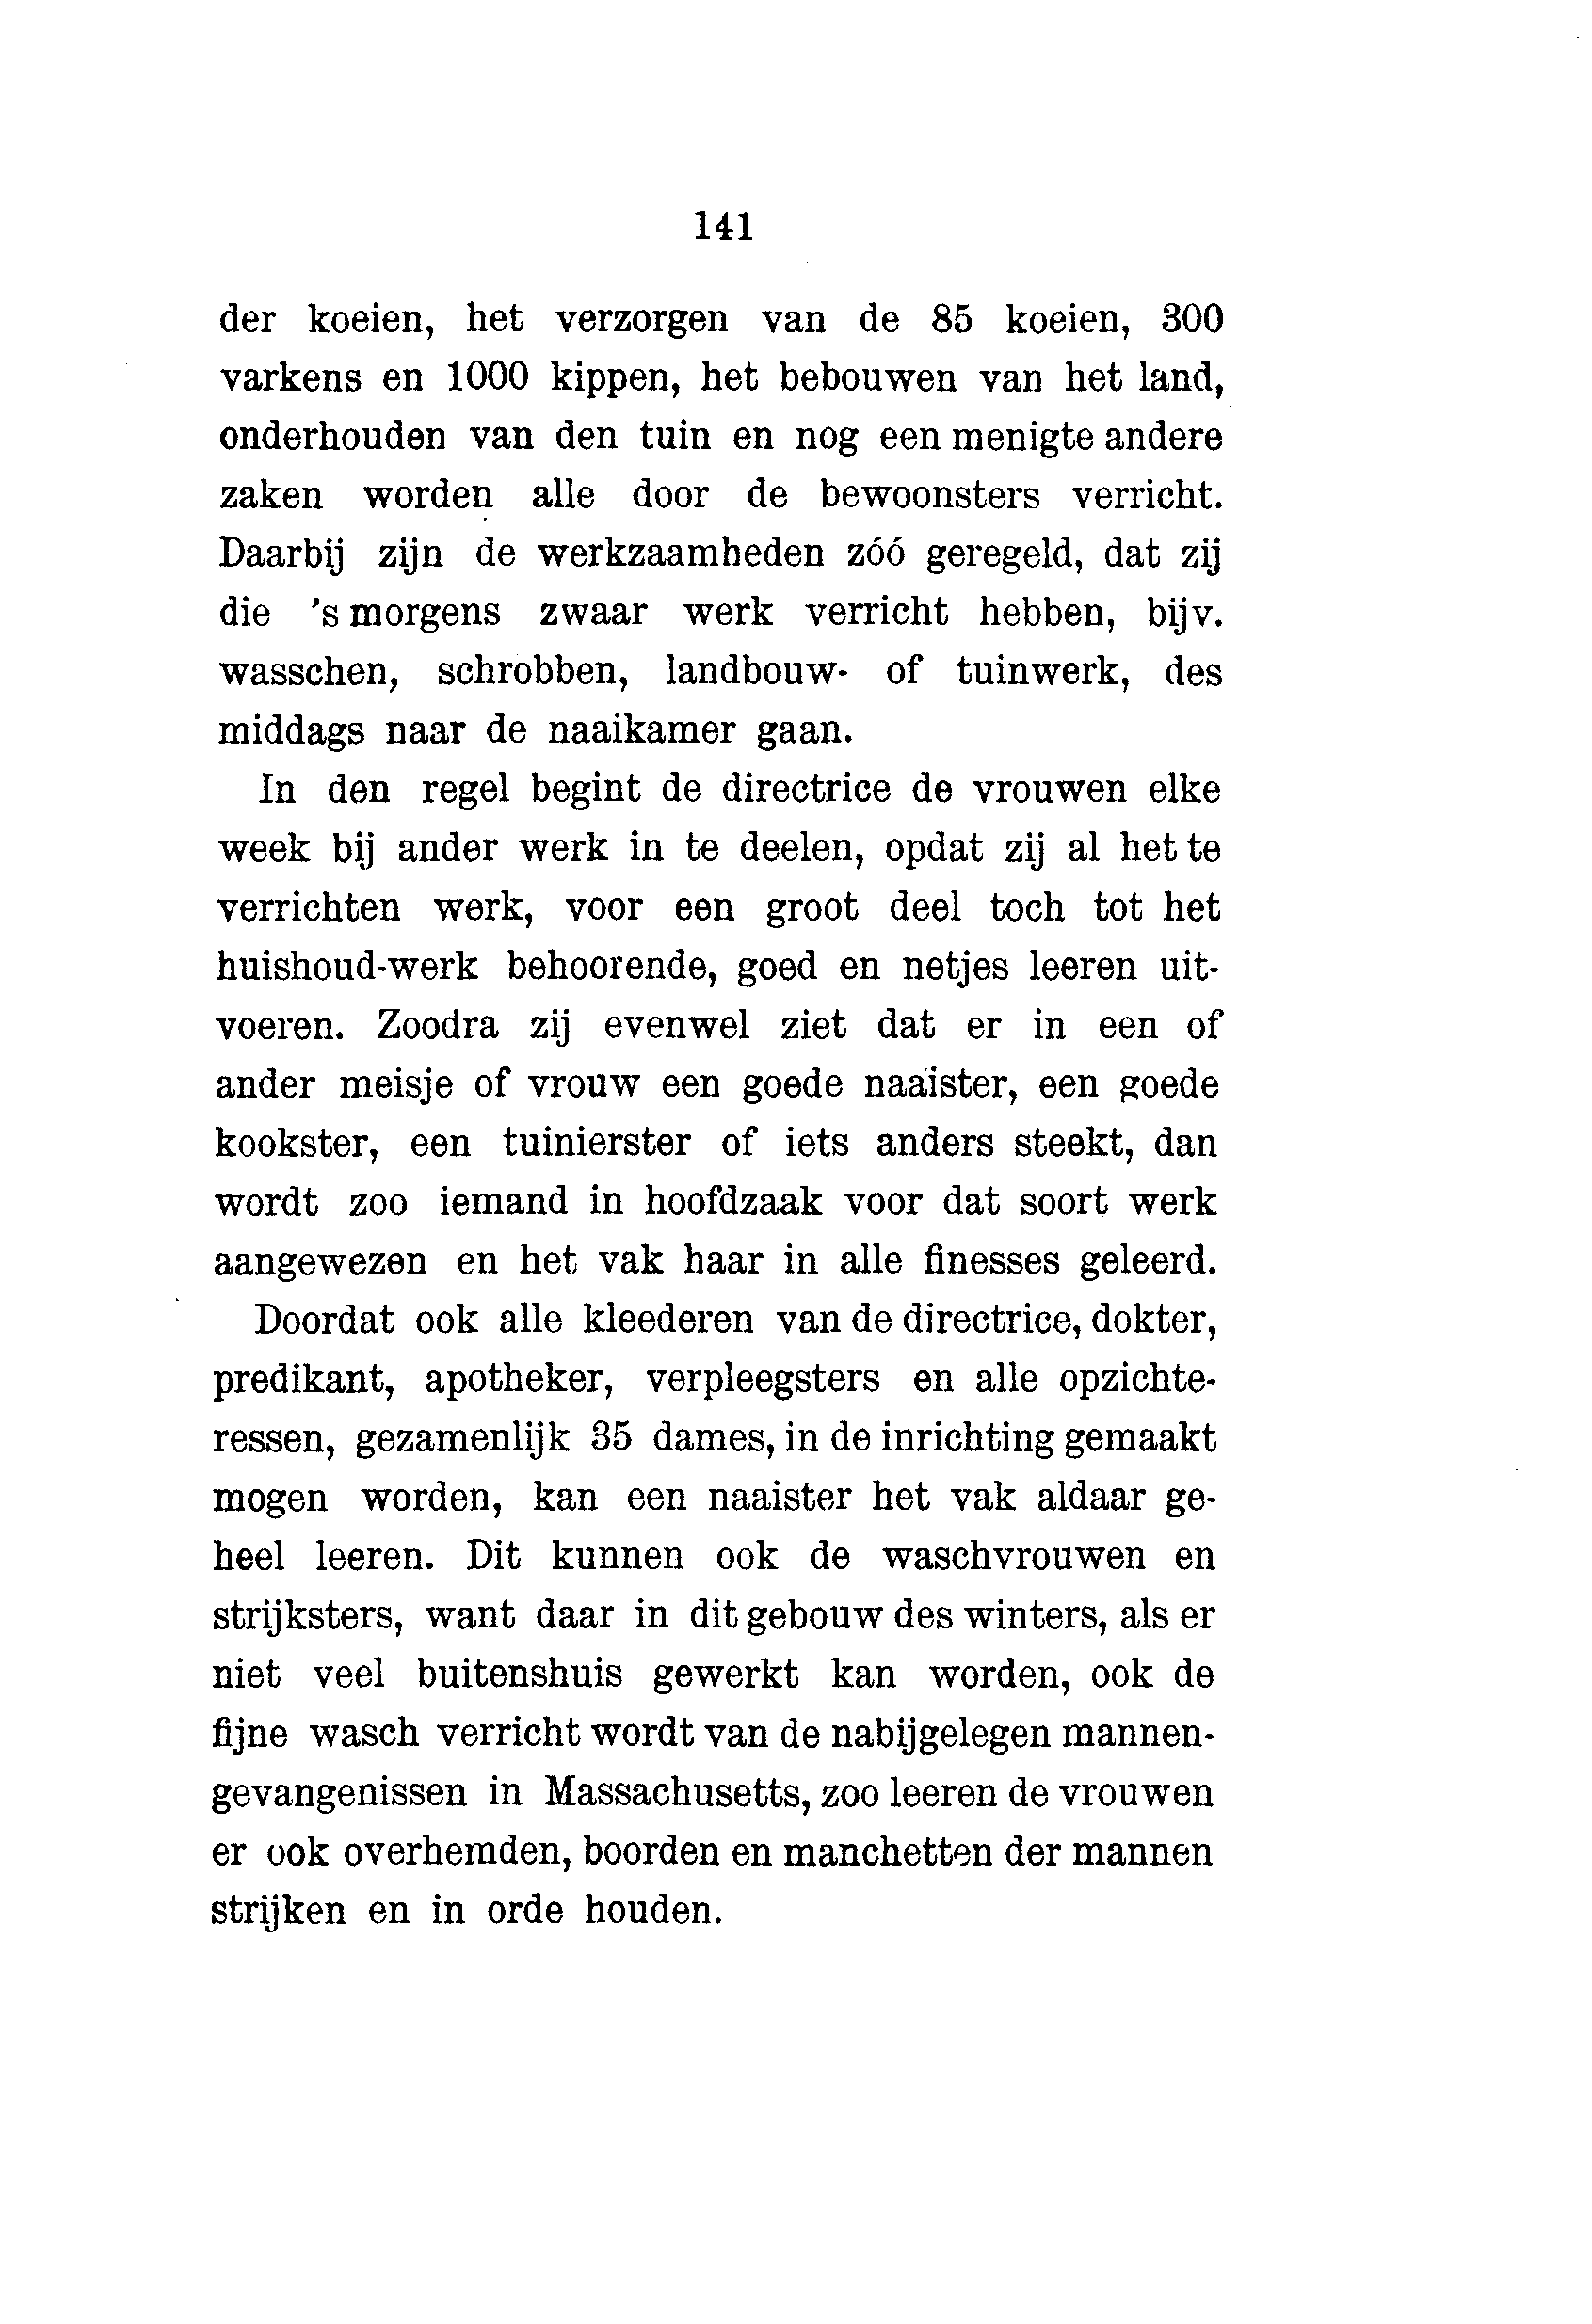 141
der koeien, het verzorgen van de 85 koeien, 300
varkens en 1000 kippen, het bebouwen van het land,
onderhouden van den tuin en nog een menigte andere
zaken worden alle door de bewoonsters verricht.
Daarbij zijn de werkzaamheden zóó geregeld, dat zij
die 's morgens zwaar werk verricht hebben, bijv.
wasschen, schrobben, landbouw- of tuinwerk, des
middags naar de naaikamer gaan.
In den regel begint de directrice de vrouwen elke
week bij ander werk in te deelen, opdat zij al het te
verrichten werk, voor een groot deel toch tot het
huishoud-werk behoorende, goed en netjes leeren uit-
voeren. Zoodra zij evenwel ziet dat er in een of
ander meisje of vrouw een goede naaister, een goede
kookster, een tuinierster of iets anders steekt, dan
wordt zoo iemand in hoofdzaak voor dat soort werk
aangewezen en het vak haar in alle finesses geleerd.
Doordat ook alle kleederen van de directrice, dokter,
predikant, apotheker, verpleegsters en alle opzichte-
ressen, gezamenlijk 35 dames, in de inrichting gemaakt
mogen worden, kan een naaister het vak aldaar ge-
heel leeren. Dit kunnen ook de waschvrouwen en
strijksters, want daar in dit gebouw des winters, als er
niet veel buitenshuis gewerkt kan worden, ook de
fijne wasch verricht wordt van de nabijgelegen mannen-
gevangenissen in Massachusetts, zoo leeren de vrouwen
er ook overhemden, boorden en manchetten der mannen
strijken en in orde houden.